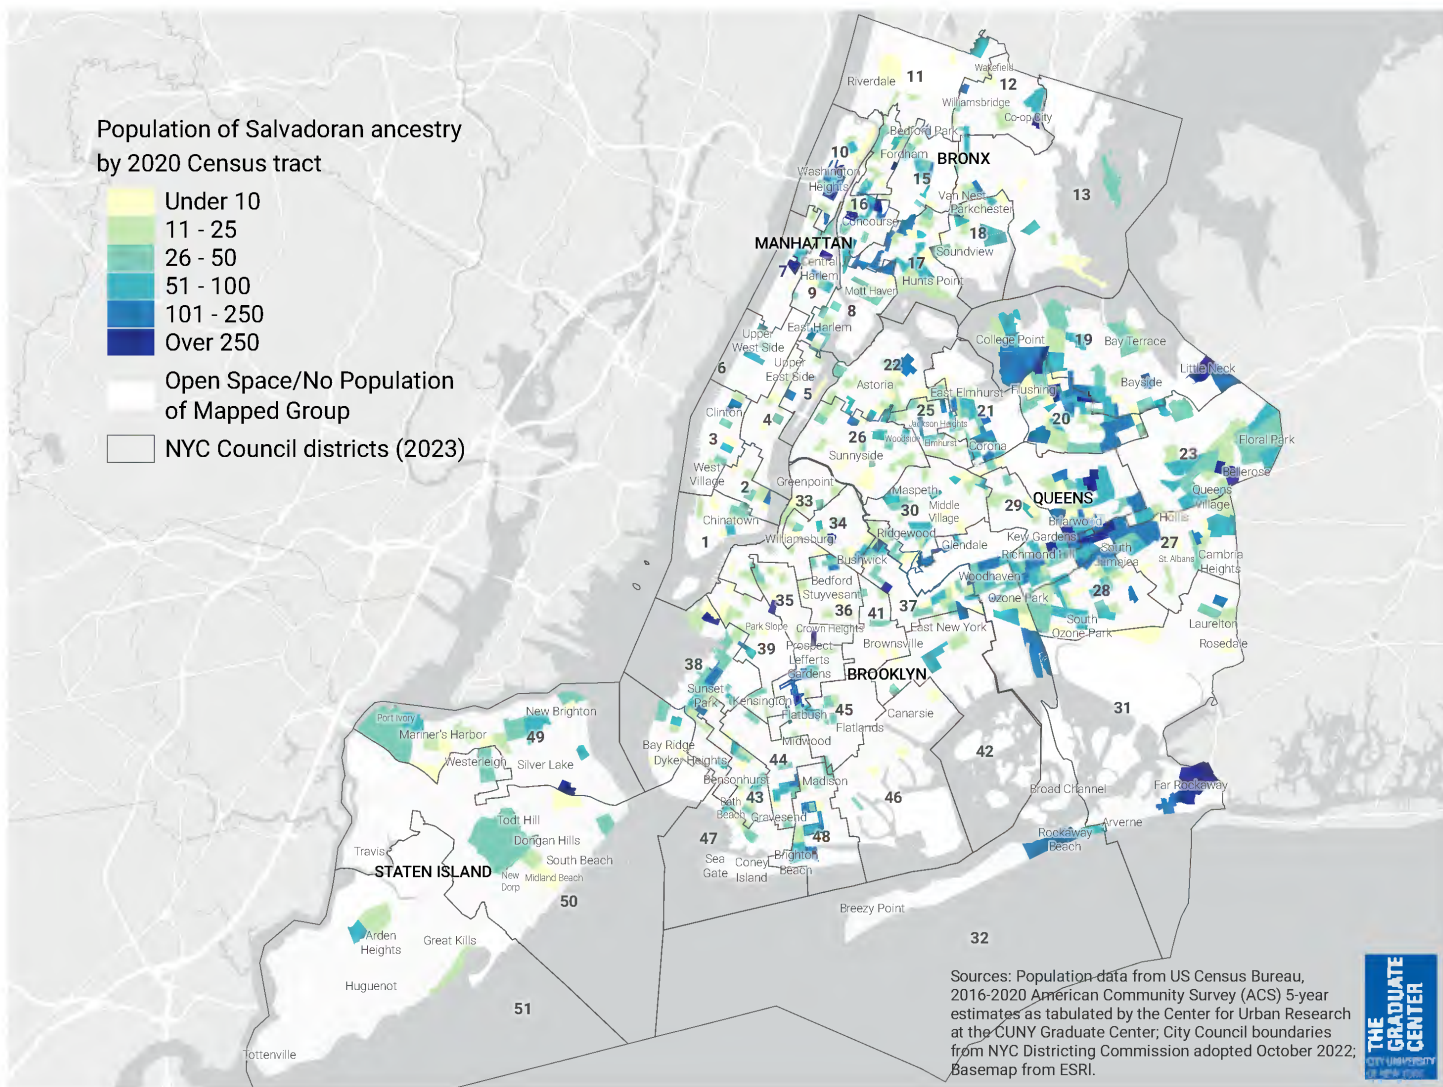 Population of Salvadoran ancestry
by 2020 Census tract
Under 10
11 - 25
26 - 50
51 - 100
101 - 250
Over 250
Open Space/No Population
of Mapped Group
NYC Council districts (2023)
Riverdale
11
Wakefield
12
Williamsbridge
Co-op City
Bedford Park
10
Fordham
BRONX
Washington
Heights
15
13
Van Nest
Parkchester
16
Concourse
18
MANHATTAN
Soundview
7
Central
Harlem
17
Hunts Point
9
Mott Haven
8
East Harlem
Upper
West Side
6
Upper
East Side
5
22
Astoria
College Point
19
Bay Terrace
Little Neck
Bayside
East Elmhurst
Flushing
Clinton
4
25
21
20
Jackson Heights
3
26
Woodside
Elmhurst
Corona
Sunnyside
Floral Park
23
West
Village
Bellerose
2
Greenpoint
33
Maspeth
30
Middle
Village
29
QUEENS
Queens
Village
Chinatown
34
Ridgewood
Briarwood
Hollis
1
Williamsburg
Glendale
Kew Gardens
Richmond Hill
South
Jamaica
27
St. Albans
Cambria
Heights
Bushwick
Bedford
Stuyvesant
Woodhaven
28
35
36
41
37
Ozone Park
Park Slope
Crown Heights
East New York
South
Ozone Park
Laurelton
Rosedale
39
Prospect
Lefferts
Gardens
Brownsville
38
BROOKLYN
Sunset
Park
Kensington
Flatbush
45
Flatlands
Canarsie
31
Port Ivory
New Brighton
Mariner's Harbor
49
Bay Ridge
Midwood
42
Westerleigh
Silver Lake
Dyker Heights
44
Bensonhurst
Madison
Broad Channel
Far Rockaway
Bath
Beach
43
46
Gravesend
Arverne
Todt Hill
Dongan Hills
47
48
Rockaway
Beach
Travis
South Beach
STATEN ISLAND
New
Dorp
Midland Beach
Sea
Gate
Coney
Island
Brighton
Beach
50
Breezy Point
Arden
Heights
Great Kills
32
Huguenot
51
Tottenville
Sources: Population data from US Census Bureau,
2016-2020 American Community Survey (ACS) 5-year
estimates as tabulated by the Center for Urban Research
at the CUNY Graduate Center; City Council boundaries
from NYC Districting Commission adopted October 2022;
Basemap from ESRI.
THE
GRADUATE
CENTER
CITY UNIVERSITY
OF NEW YORK